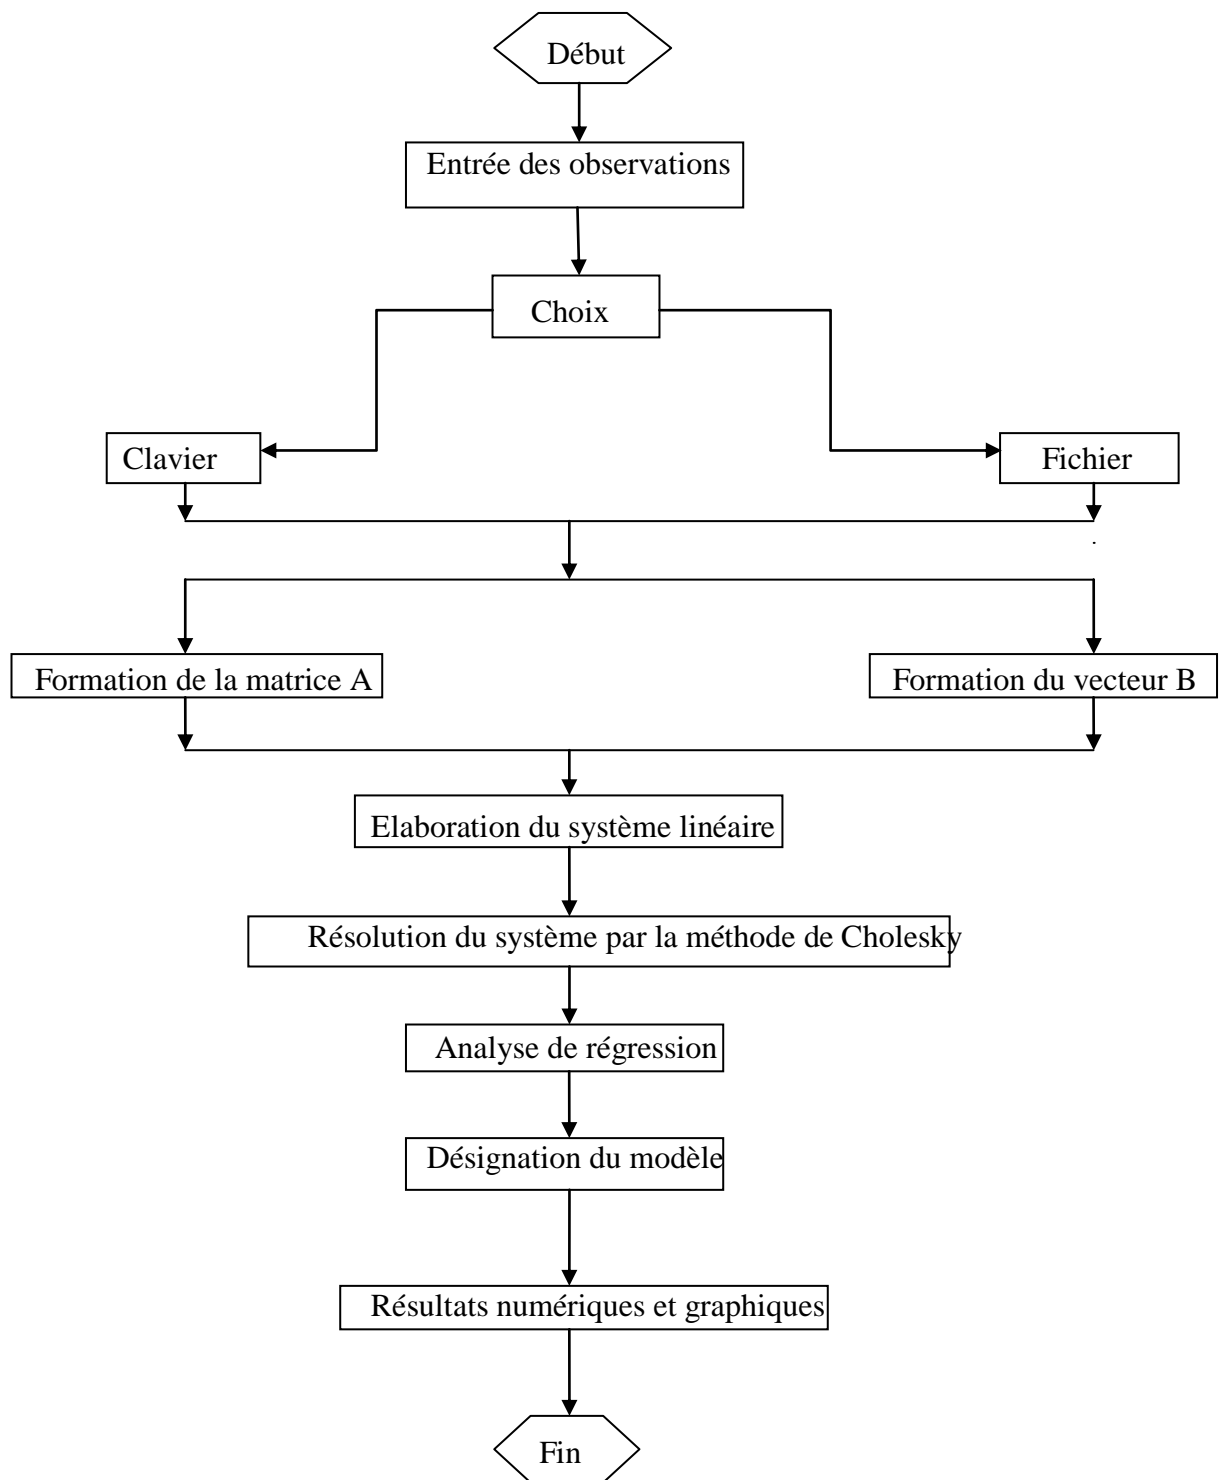 Début
Entrée des observations
Choix
Clavier
Fichier
.
Formation de la matrice A
Formation du vecteur B
Elaboration du système linéaire
Résolution du système par la méthode de Cholesky
Analyse de régression
Désignation du modèle
Résultats numériques et graphiques
Fin